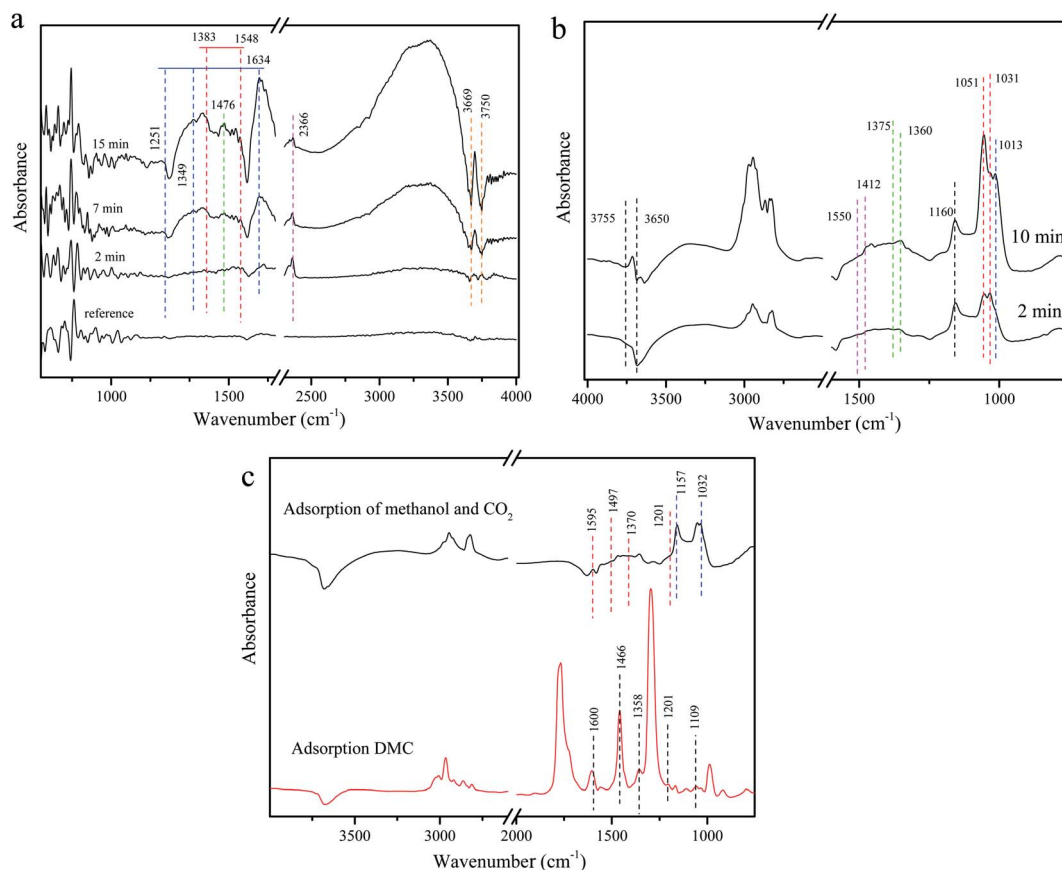 a
1383
1548
1634
1476
2366
3669
3750
1251
1349
15 min
7 min
2 min
reference
Absorbance
1000
1500
2500
3000
3500
4000
Wavenumber (cm⁻¹)
b
1051
1031
1375
1360
1013
1412
1550
1160
3755
3650
10 min
2 min
Absorbance
4000
3500
3000
1500
1000
Wavenumber (cm⁻¹)
c
Adsorption of methanol and CO₂
1595
1497
1370
1201
1157
1032
Absorbance
1600
1466
1358
1201
1109
Adsorption DMC
3500
3000
2000
1500
1000
Wavenumber (cm⁻¹)